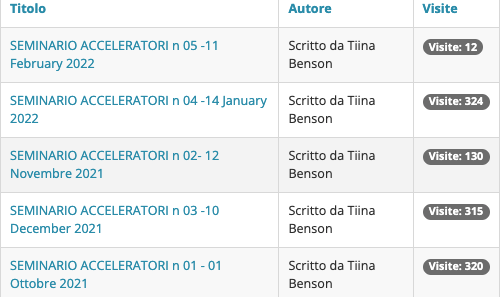 Titolo Autore Visite
SEMINARIO ACCELERATORI n 05 -11 Scritto da Tiina Visite: 12
February 2022 Benson
SEMINARIO ACCELERATORI n 04 -14 January Scritto da Tiina Visite: 324
2022 Benson
SEMINARIO ACCELERATORI n 02- 12 Scritto da Tiina Visite: 130
Novembre 2021 Benson
SEMINARIO ACCELERATORI n 03 -10 Scritto da Tiina Visite: 315
December 2021 Benson
SEMINARIO ACCELERATORI n 01 - 01 Scritto da Tiina Visite: 320
Ottobre 2021 Benson